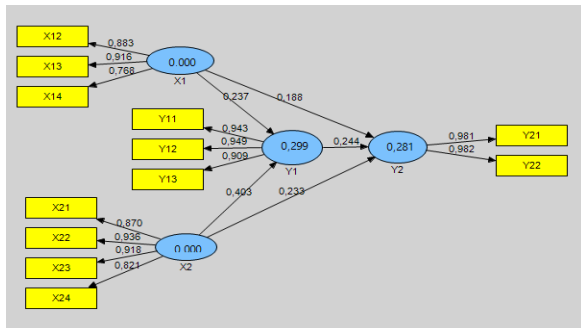 X12
0,883
X13
0,916
0.000
X14
0,768
X1
0,237
0,188
Y11
0,943
Y12
0,949
0,299
0,244
0,281
0,981
Y21
Y13
0,909
Y1
Y2
0,982
Y22
0,403
0,233
X21
0,870
X22
0,936
0.000
X23
0,918
X2
X24
0,821